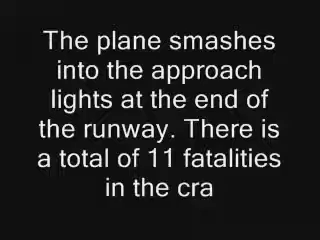 The plane smashes
into the approach
lights at the end of
the runway. There is
a total of 11 fatalities
in the cra